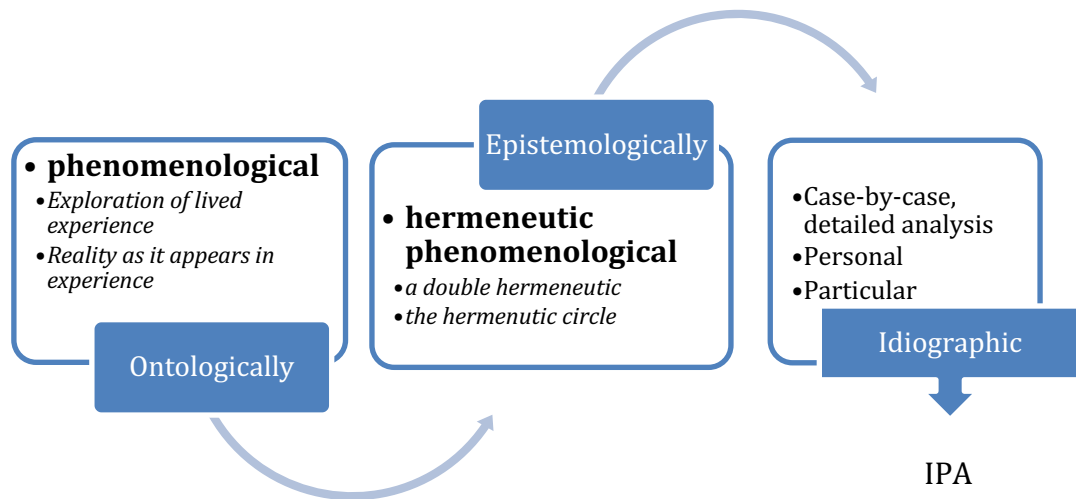 • phenomenological
•Exploration of lived
experience
•Reality as it appears in
experience
Ontologically
Epistemologically
• hermeneutic
phenomenological
•a double hermeneutic
•the hermenutic circle
•Case-by-case,
detailed analysis
•Personal
•Particular
Idiographic
IPA